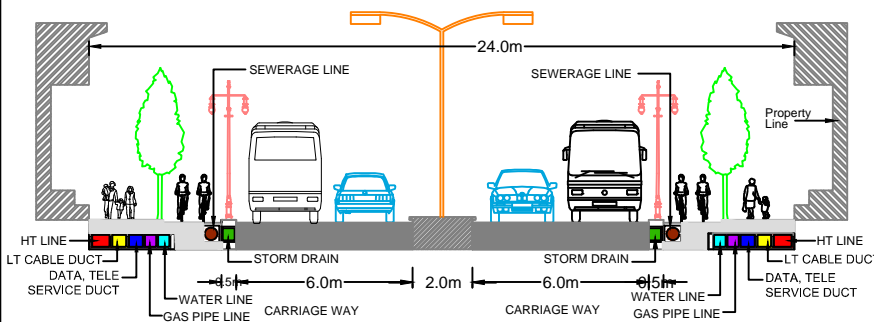 24.0m
SEWERAGE LINE
SEWERAGE LINE
Property
Line
HT LINE
LT CABLE DUCT
DATA, TELE
SERVICE DUCT
WATER LINE
GAS PIPE LINE
STORM DRAIN
0.5m
6.0m
2.0m
6.0m
0.5m
CARRIAGE WAY
CARRIAGE WAY
STORM DRAIN
HT LINE
LT CABLE DUCT
DATA, TELE
SERVICE DUCT
WATER LINE
GAS PIPE LINE